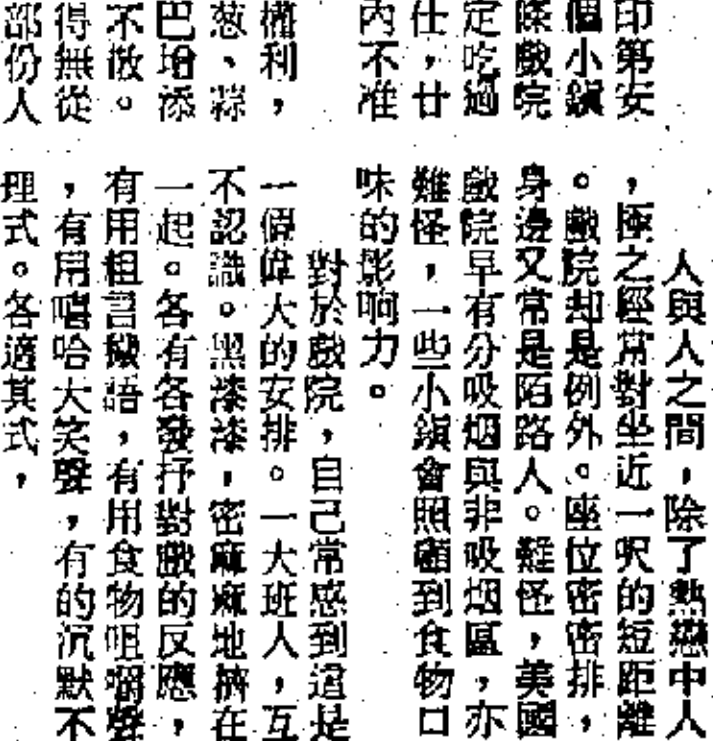 印第安
個小鎮
條戲院
定吃過
仕，廿
內不准
權利，
葱、蒜
巴增添
不散。
得無從
部份人
人與人之間，除了熱戀中人
，極之經常對坐近一呎的短距離
。戲院却是例外。座位密密排，
身邊又常是陌路人。難怪，美國
戲院早有分吸烟與非吸烟區，亦
難怪，一些小鎮會照顧到食物口
味的影响力。
對於戲院，自己常感到這是
一個偉大的安排。一大班人，互
不認識。黑漆漆，密麻麻地擠在
一起。各有各發抒對戲的反應，
有用粗言穢語，有用食物咀嚼聲
，有用嘻哈大笑聲，有的沉默不
理式。各適其式，